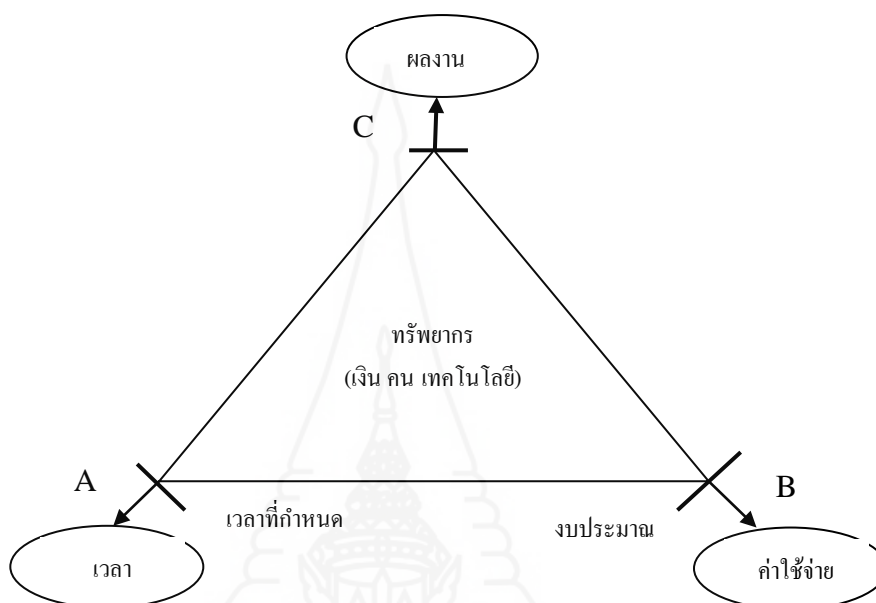 ผลงาน
C
ทรัพยากร
(เงิน คน เทคโนโลยี)
A
B
เวลาที่กำหนด
งบประมาณ
เวลา
ค่าใช้จ่าย